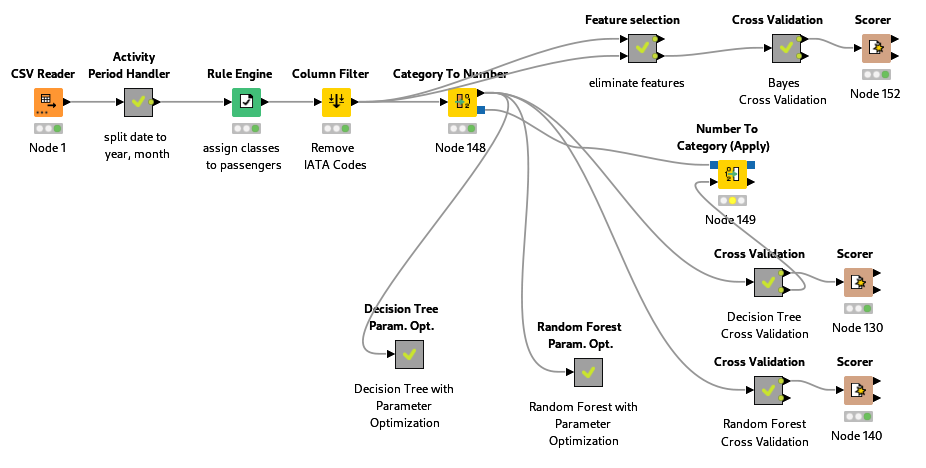 CSV Reader
Node 1
Activity
Period Handler
split date to
year, month
Rule Engine
assign classes
to passengers
Column Filter
Remove
IATA Codes
Category To Number
Node 148
Feature selection
eliminate features
Cross Validation
Bayes
Cross Validation
Scorer
Node 152
Number To
Category (Apply)
Node 149
Cross Validation
Decision Tree
Cross Validation
Scorer
Node 130
Decision Tree
Param. Opt.
Decision Tree with
Parameter
Optimization
Random Forest
Param. Opt.
Random Forest with
Parameter
Optimization
Cross Validation
Random Forest
Cross Validation
Scorer
Node 140